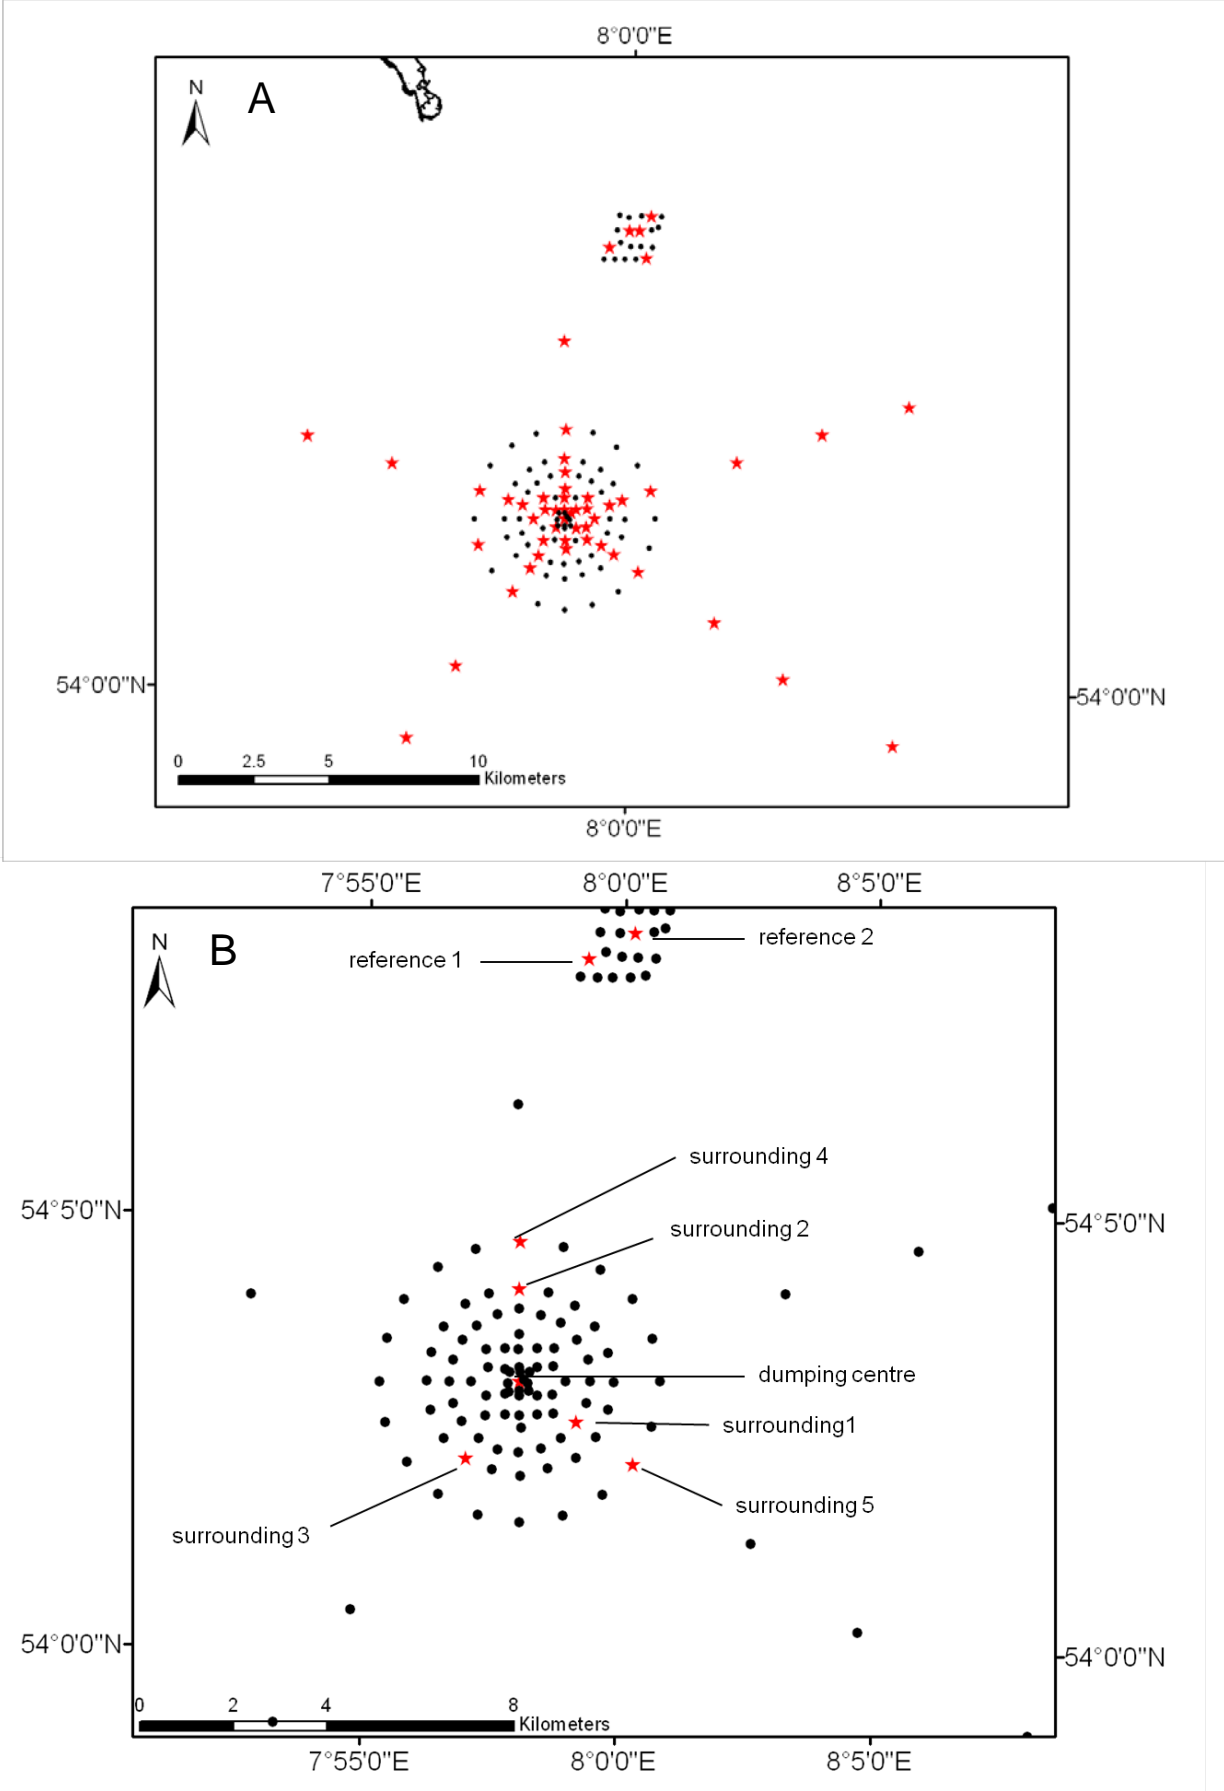 8°0'0"E
N
A
54°0'0"N
54°0'0"N
0 2.5 5 10
Kilometers
8°0'0"E
7°55'0"E 8°0'0"E 8°5'0"E
N
B
reference 2
reference 1
surrounding 4
54°5'0"N
54°5'0"N
surrounding 2
dumping centre
surrounding1
surrounding 5
surrounding 3
54°0'0"N
54°0'0"N
0 2 4 8
Kilometers
7°55'0"E 8°0'0"E 8°5'0"E